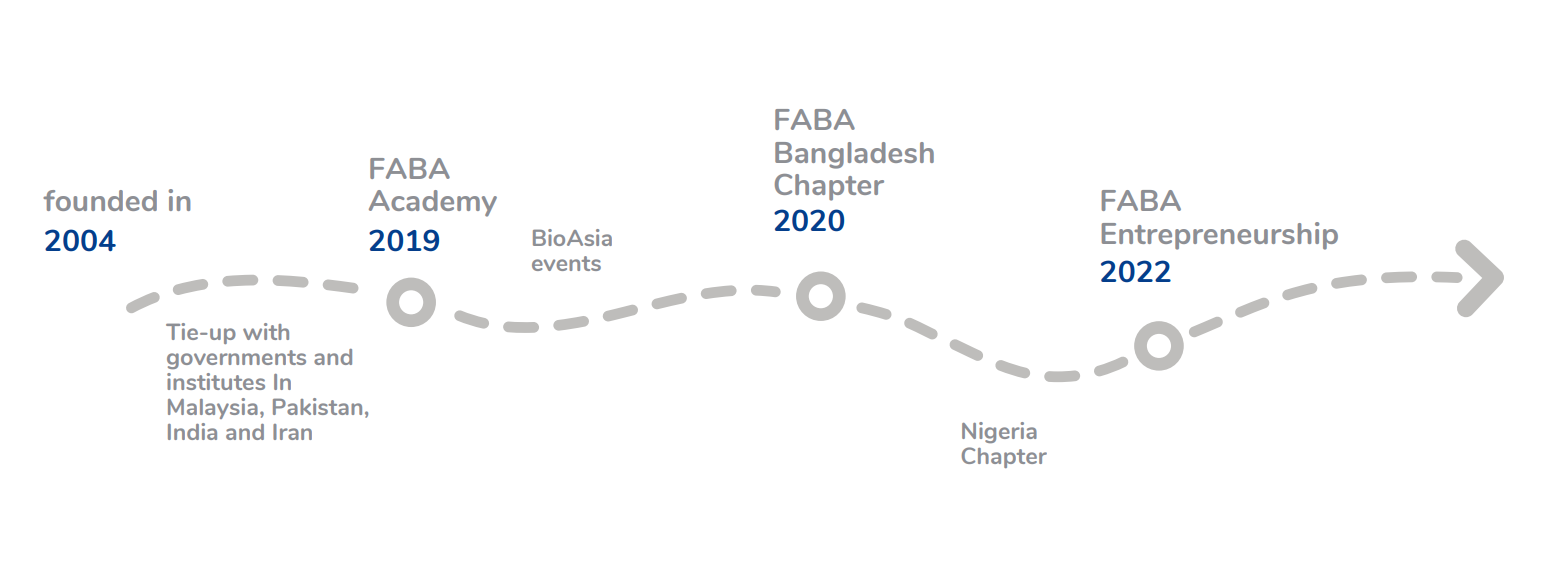 founded in
2004
Tie-up with
governments and
institutes In
Malaysia, Pakistan,
India and Iran
FABA
Academy
2019
BioAsia
events
FABA
Bangladesh
Chapter
2020
Nigeria
Chapter
FABA
Entrepreneurship
2022